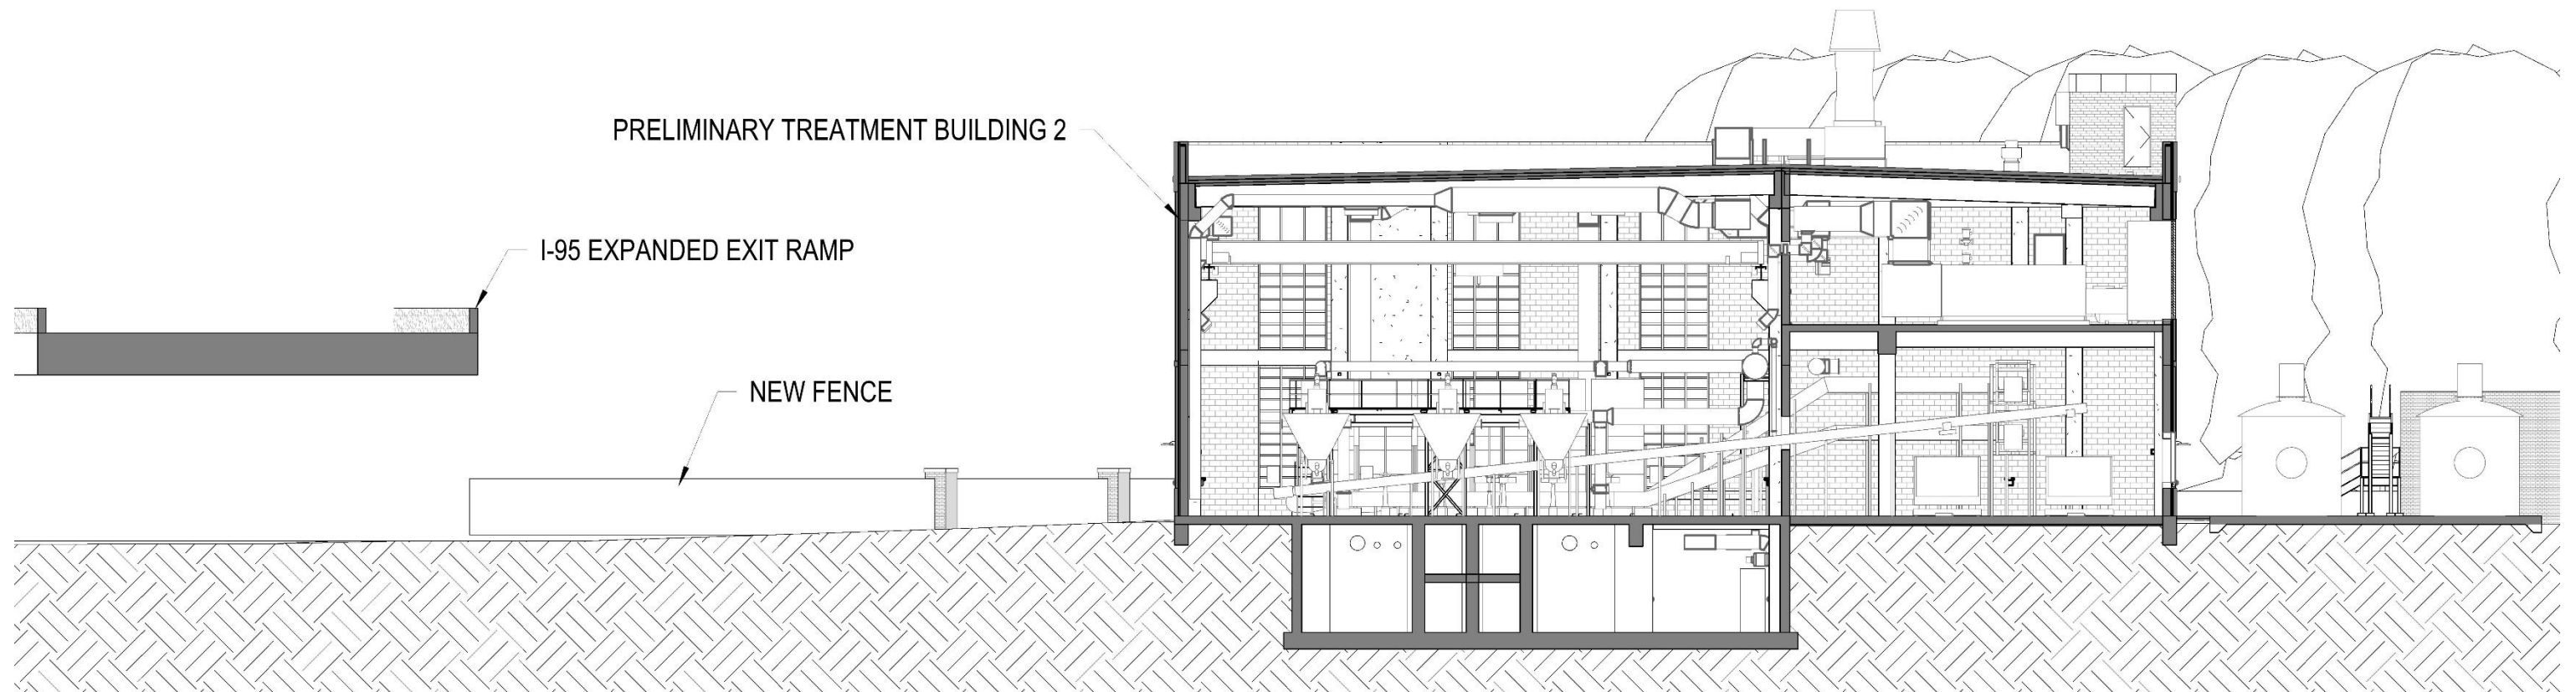 PRELIMINARY TREATMENT BUILDING 2
I-95 EXPANDED EXIT RAMP
NEW FENCE